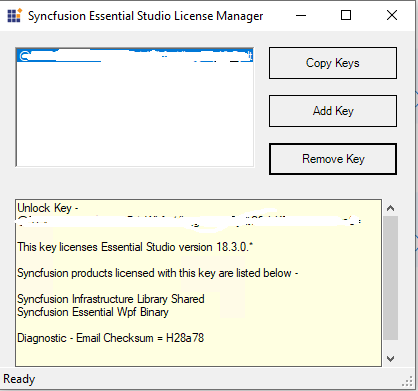 Syncfusion Essential Studio License Manager
Copy Keys
Add Key
Remove Key
Unlock Key -
This key licenses Essential Studio version 18.3.0.*
Syncfusion products licensed with this key are listed below -
Syncfusion Infrastructure Library Shared
Syncfusion Essential Wpf Binary
Diagnostic - Email Checksum = H28a78
Ready